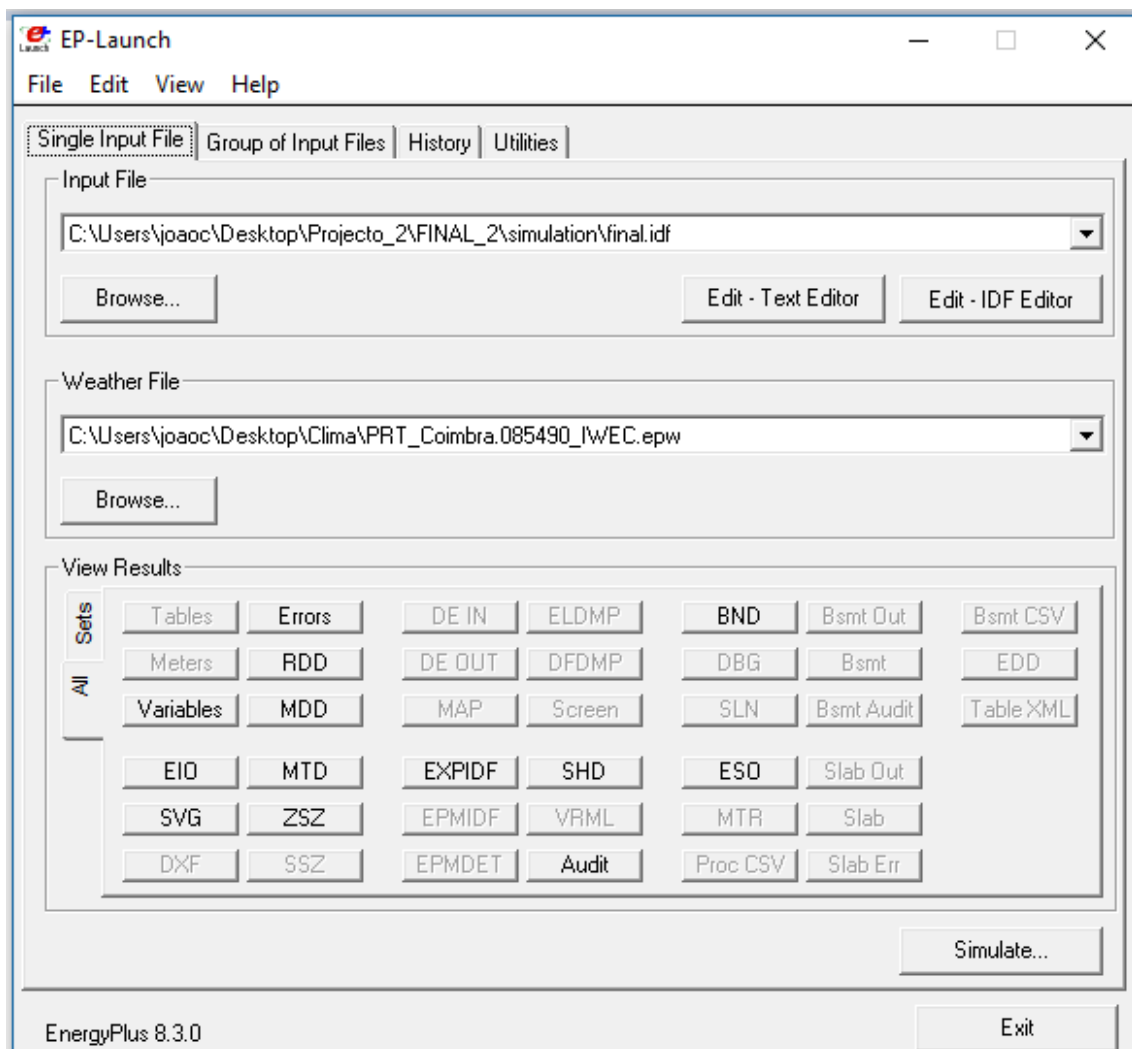 EP-Launch
File Edit View Help
Single Input File Group of Input Files History Utilities
Input File
C:\Users\joaoc\Desktop\Projecto_2\FINAL_2\simulation\final.idf
Browse... Edit - Text Editor Edit - IDF Editor
Weather File
C:\Users\joaoc\Desktop\Clima\PRT_Coimbra.085490_IWEC.epw
Browse...
View Results
Sets
All
Tables Errors DE IN ELDMP BND Bsmt Out Bsmt CSV
Meters RDD DE OUT DFDMP DBG Bsmt EDD
Variables MDD MAP Screen SLN Bsmt Audit Table XML
EIO MTD EXPIDF SHD ESO Slab Out
SVG ZSZ EPMIDF VRML MTR Slab
DXF SSZ EPMDET Audit Proc CSV Slab Err
Simulate...
EnergyPlus 8.3.0 Exit